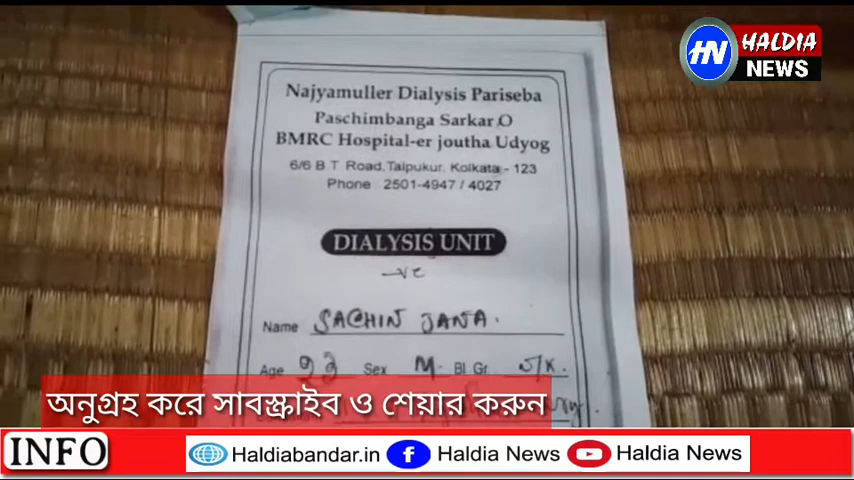 HN HALDIA
NEWS
Najyamuller Dialysis Pariseba
Paschimbanga Sarkar O
BMRC Hospital-er joutha Udyog
6/6 B T Road, Talpukur, Kolkata - 123
Phone : 2501-4947 / 4027
DIALYSIS UNIT
-ve
Name SACHIN JANA.
Age Sex M. Bl Gr.
অনুগ্রহ করে সাবস্ক্রাইব ও শেয়ার করুন
INFO Haldiabandar.in Haldia News Haldia News